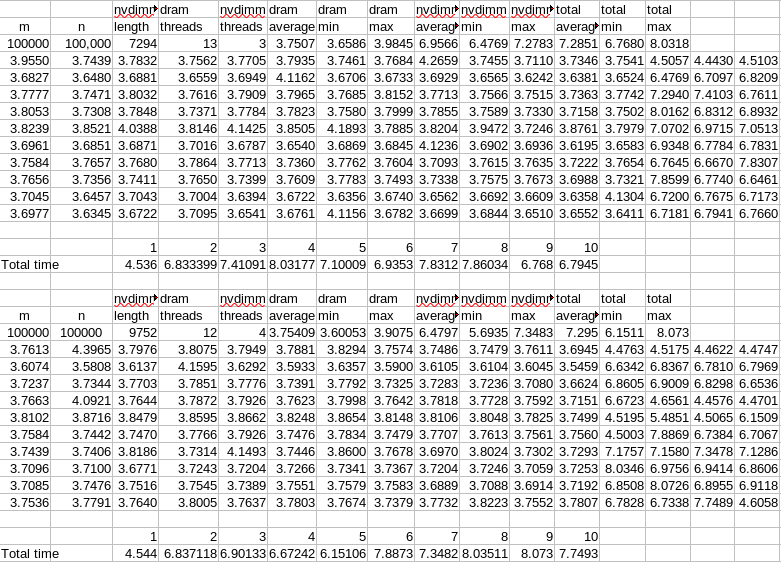 nvdimr dram nvdimm dram dram dram nvdimr nvdimm nvdimr total total total
m n length threads threads average min max averag min max averag min max
100000 100,000 7294 13 3 3.7507 3.6586 3.9845 6.9566 6.4769 7.2783 7.2851 6.7680 8.0318
3.9550 3.7439 3.7832 3.7562 3.7705 3.7935 3.7461 3.7684 4.2659 3.7455 3.7110 3.7346 3.7541 4.5057 4.4430 4.5103
3.6827 3.6480 3.6881 3.6559 3.6949 4.1162 3.6706 3.6733 3.6929 3.6565 3.6242 3.6381 3.6524 6.4769 6.7097 6.8209
3.7777 3.7471 3.8032 3.7616 3.7909 3.7965 3.7685 3.8152 3.7713 3.7566 3.7515 3.7363 3.7742 7.2940 7.4103 6.7611
3.8053 3.7308 3.7848 3.7371 3.7784 3.7823 3.7580 3.7999 3.7855 3.7589 3.7330 3.7158 3.7502 8.0162 6.8312 6.8932
3.8239 3.8521 4.0388 3.8146 4.1425 3.8505 4.1893 3.7885 3.8204 3.9472 3.7246 3.8761 3.7979 7.0702 6.9715 7.0513
3.6961 3.6851 3.6871 3.7016 3.6787 3.6540 3.6869 3.6845 4.1236 3.6902 3.6936 3.6195 3.6583 6.9348 6.7784 6.7831
3.7584 3.7657 3.7680 3.7864 3.7713 3.7360 3.7762 3.7604 3.7093 3.7615 3.7635 3.7222 3.7654 6.7645 6.6670 7.8307
3.7656 3.7356 3.7411 3.7650 3.7399 3.7609 3.7783 3.7493 3.7338 3.7575 3.7673 3.6988 3.7321 7.8599 6.7740 6.6461
3.7045 3.6457 3.7043 3.7004 3.6394 3.6722 3.6356 3.6740 3.6562 3.6692 3.6609 3.6358 4.1304 6.7200 6.7675 6.7173
3.6977 3.6345 3.6722 3.7095 3.6541 3.6761 4.1156 3.6782 3.6699 3.6844 3.6510 3.6552 3.6411 6.7181 6.7941 6.7660
1 2 3 4 5 6 7 8 9 10
Total time 4.536 6.833399 7.41091 8.03177 7.10009 6.9353 7.8312 7.86034 6.768 6.7945
nvdimr dram nvdimm dram dram dram nvdimr nvdimm nvdimr total total total
m n length threads threads average min max averag min max averag min max
100000 100000 9752 12 4 3.75409 3.60053 3.9075 6.4797 5.6935 7.3483 7.295 6.1511 8.073
3.7613 4.3965 3.7976 3.8075 3.7949 3.7881 3.8294 3.7574 3.7486 3.7479 3.7611 3.6945 4.4763 4.5175 4.4622 4.4747
3.6074 3.5808 3.6137 4.1595 3.6292 3.5933 3.6357 3.5900 3.6105 3.6104 3.6045 3.5459 6.6342 6.8367 6.7810 6.7969
3.7237 3.7344 3.7703 3.7851 3.7776 3.7391 3.7792 3.7325 3.7283 3.7236 3.7080 3.6624 6.8605 6.9009 6.8298 6.6536
3.7663 4.0921 3.7644 3.7872 3.7926 3.7623 3.7998 3.7642 3.7818 3.7728 3.7592 3.7151 6.6723 4.6561 4.4576 4.4701
3.8102 3.8716 3.8479 3.8595 3.8662 3.8248 3.8654 3.8148 3.8106 3.8048 3.7825 3.7499 4.5195 5.4851 4.5065 6.1509
3.7584 3.7442 3.7470 3.7766 3.7926 3.7476 3.7834 3.7479 3.7707 3.7613 3.7561 3.7560 4.5003 7.8869 6.7384 6.7067
3.7439 3.7406 3.8186 3.7314 4.1493 3.7446 3.8600 3.7678 3.6970 3.8024 3.7302 3.7293 7.1757 7.1580 7.3478 7.1286
3.7096 3.7100 3.6771 3.7243 3.7204 3.7266 3.7341 3.7367 3.7204 3.7246 3.7059 3.7253 8.0346 6.9756 6.9414 6.8606
3.7085 3.7476 3.7516 3.7545 3.7389 3.7551 3.7579 3.7583 3.6889 3.7088 3.6914 3.7192 6.8508 8.0726 6.8955 6.9118
3.7536 3.7791 3.7640 3.8005 3.7637 3.7803 3.7674 3.7379 3.7732 3.8223 3.7552 3.7807 6.7828 6.7338 7.7489 4.6058
1 2 3 4 5 6 7 8 9 10
Total time 4.544 6.837118 6.90133 6.67242 6.15106 7.8873 7.3482 8.03511 8.073 7.7493